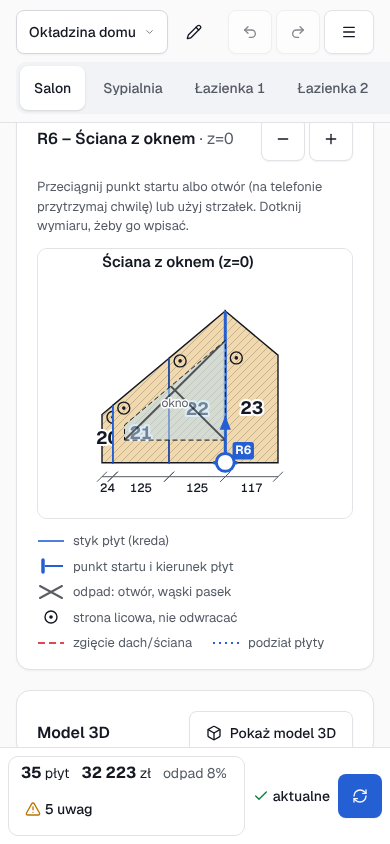 Okładzina domu
Salon Sypialnia Łazienka 1 Łazienka 2
R6 – Ściana z oknem · z=0
Przeciągnij punkt startu albo otwór (na telefonie
przytrzymaj chwilę) lub użyj strzałek. Dotknij
wymiaru, żeby go wpisać.
Ściana z oknem (z=0)
okno
22
23
21
R6
24 125 125 117
styk płyt (kreda)
punkt startu i kierunek płyt
odpad: otwór, wąski pasek
strona licowa, nie odwracać
zgięcie dach/ściana podział płyty
Model 3D
Pokaż model 3D
35 płyt 32 223 zł odpad 8%
5 uwag
aktualne